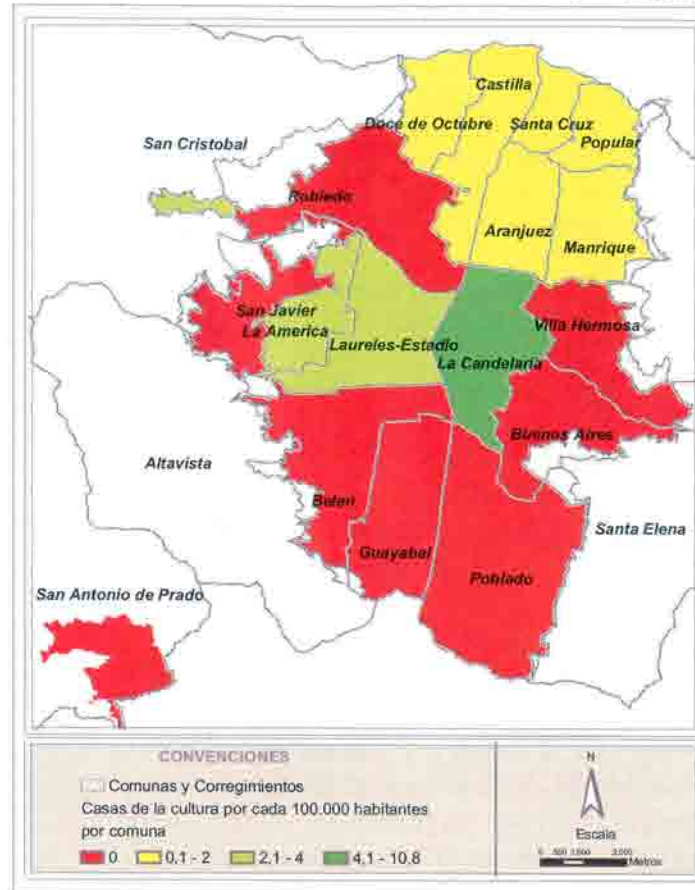 Castilla
Doce de Octubre
Santa Cruz
San Cristobal
Popular
Robledo
Aranjuez
Manrique
San Javier
La America
Villa Hermosa
Laureles-Estadio
La Candelaria
Buenos Aires
Altavista
Belen
Santa Elena
Guayabal
Poblado
San Antonio de Prado
CONVENCIONES
Comunas y Corregimientos
Casas de la cultura por cada 100.000 habitantes
por comuna
0 0,1 - 2 2,1 - 4 4,1 - 10,8
N
Escala
Metros